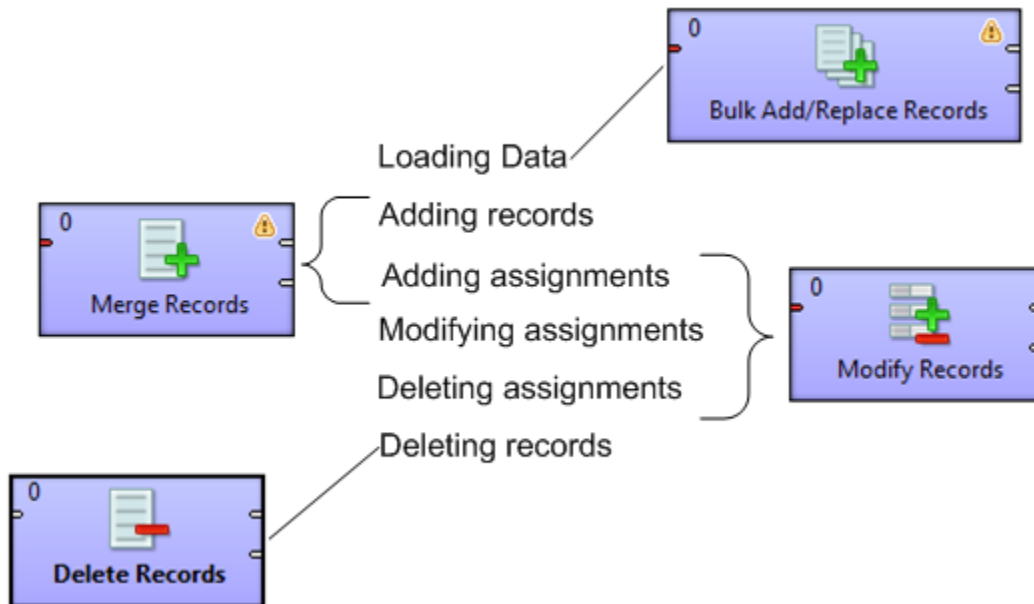 0
Bulk Add/Replace Records
Loading Data
Adding records
0
Merge Records
Adding assignments
Modifying assignments
0
Modify Records
Deleting assignments
Deleting records
0
Delete Records